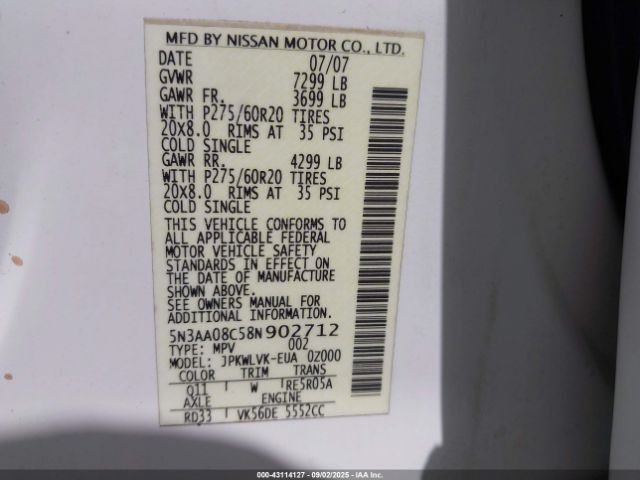 MFD BY NISSAN MOTOR CO., LTD.
DATE 07/07
GVWR 7299 LB
GAWR FR. 3699 LB
WITH P275/60R20 TIRES
20X8.0 RIMS AT 35 PSI
COLD SINGLE
GAWR RR. 4299 LB
WITH P275/60R20 TIRES
20X8.0 RIMS AT 35 PSI
COLD SINGLE
THIS VEHICLE CONFORMS TO
ALL APPLICABLE FEDERAL
MOTOR VEHICLE SAFETY
STANDARDS IN EFFECT ON
THE DATE OF MANUFACTURE
SHOWN ABOVE.
SEE OWNERS MANUAL FOR
ADDITIONAL INFORMATION.
5N3AA08C58N902712
TYPE: MPV 002
MODEL: JPKWLVK-EUA 0Z000
COLOR TRIM TRANS
Q11 W RE5R05A
AXLE ENGINE
RD33 VK56DE 5552CC
000-43114127 - 09/02/2025 - IAAI.COM